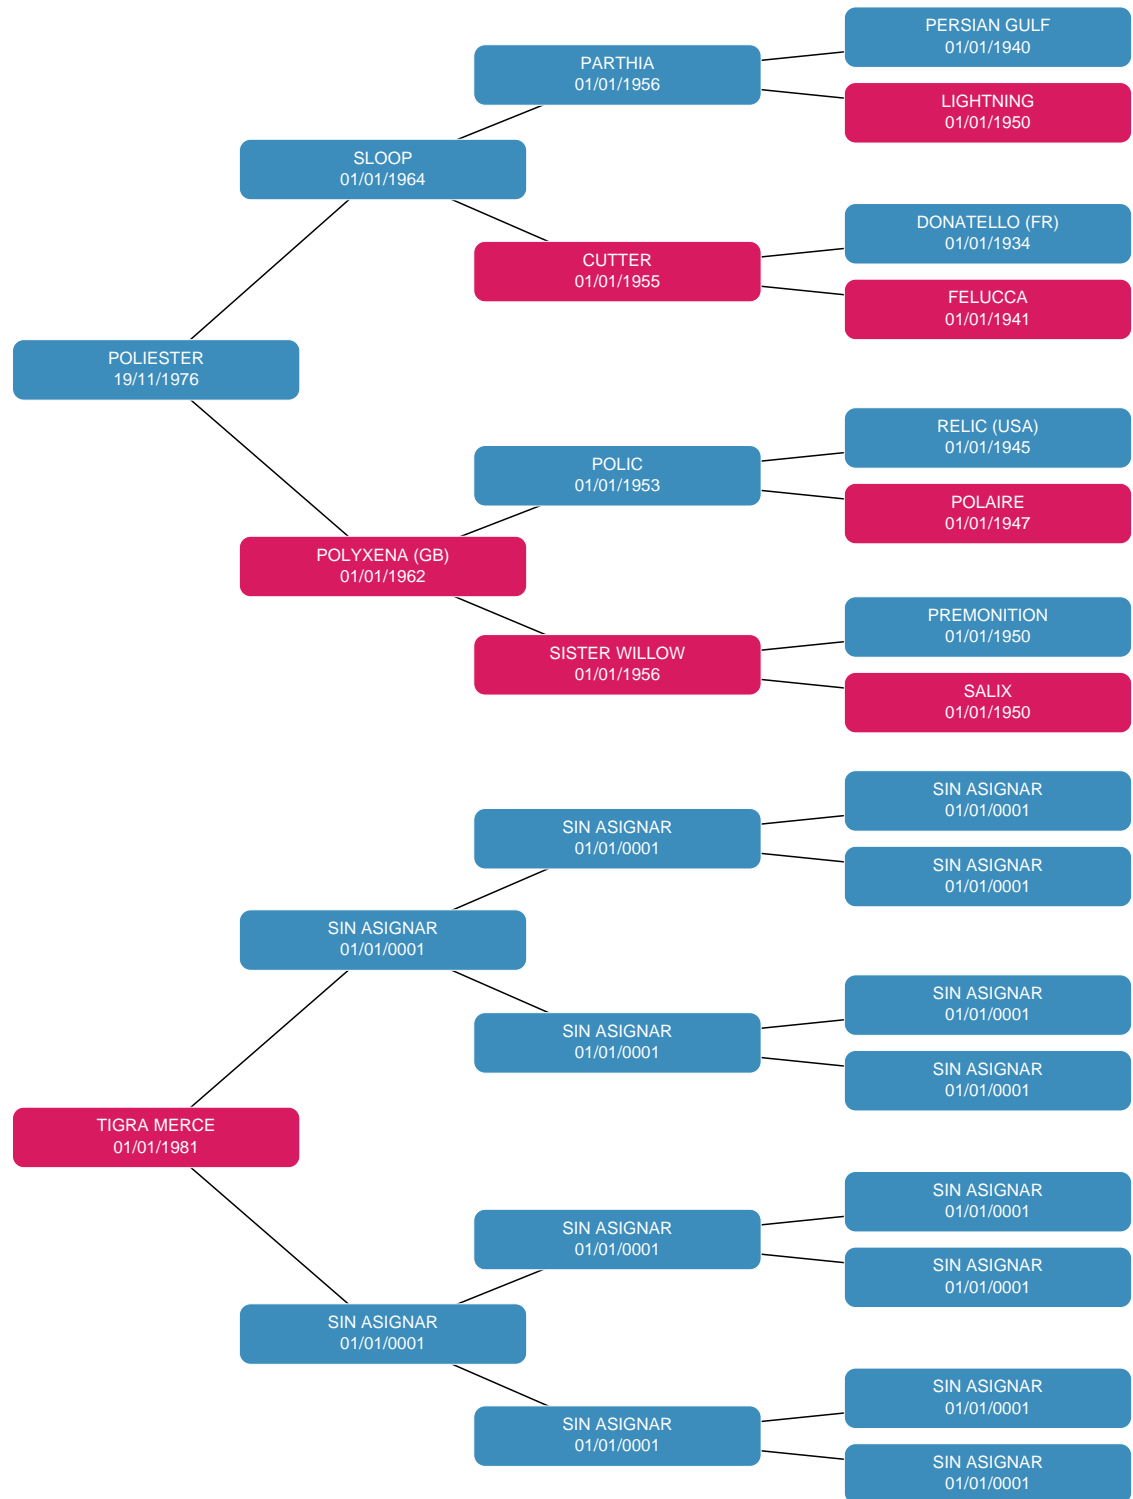 PERSIAN GULF
01/01/1940
PARTHIA
01/01/1956
LIGHTNING
01/01/1950
SLOOP
01/01/1964
DONATELLO (FR)
01/01/1934
CUTTER
01/01/1955
FELUCCA
01/01/1941
POLIESTER
19/11/1976
RELIC (USA)
01/01/1945
POLIC
01/01/1953
POLAIRE
01/01/1947
POLYXENA (GB)
01/01/1962
PREMONITION
01/01/1950
SISTER WILLOW
01/01/1956
SALIX
01/01/1950
SIN ASIGNAR
01/01/0001
SIN ASIGNAR
01/01/0001
SIN ASIGNAR
01/01/0001
SIN ASIGNAR
01/01/0001
SIN ASIGNAR
01/01/0001
SIN ASIGNAR
01/01/0001
SIN ASIGNAR
01/01/0001
TIGRA MERCE
01/01/1981
SIN ASIGNAR
01/01/0001
SIN ASIGNAR
01/01/0001
SIN ASIGNAR
01/01/0001
SIN ASIGNAR
01/01/0001
SIN ASIGNAR
01/01/0001
SIN ASIGNAR
01/01/0001
SIN ASIGNAR
01/01/0001